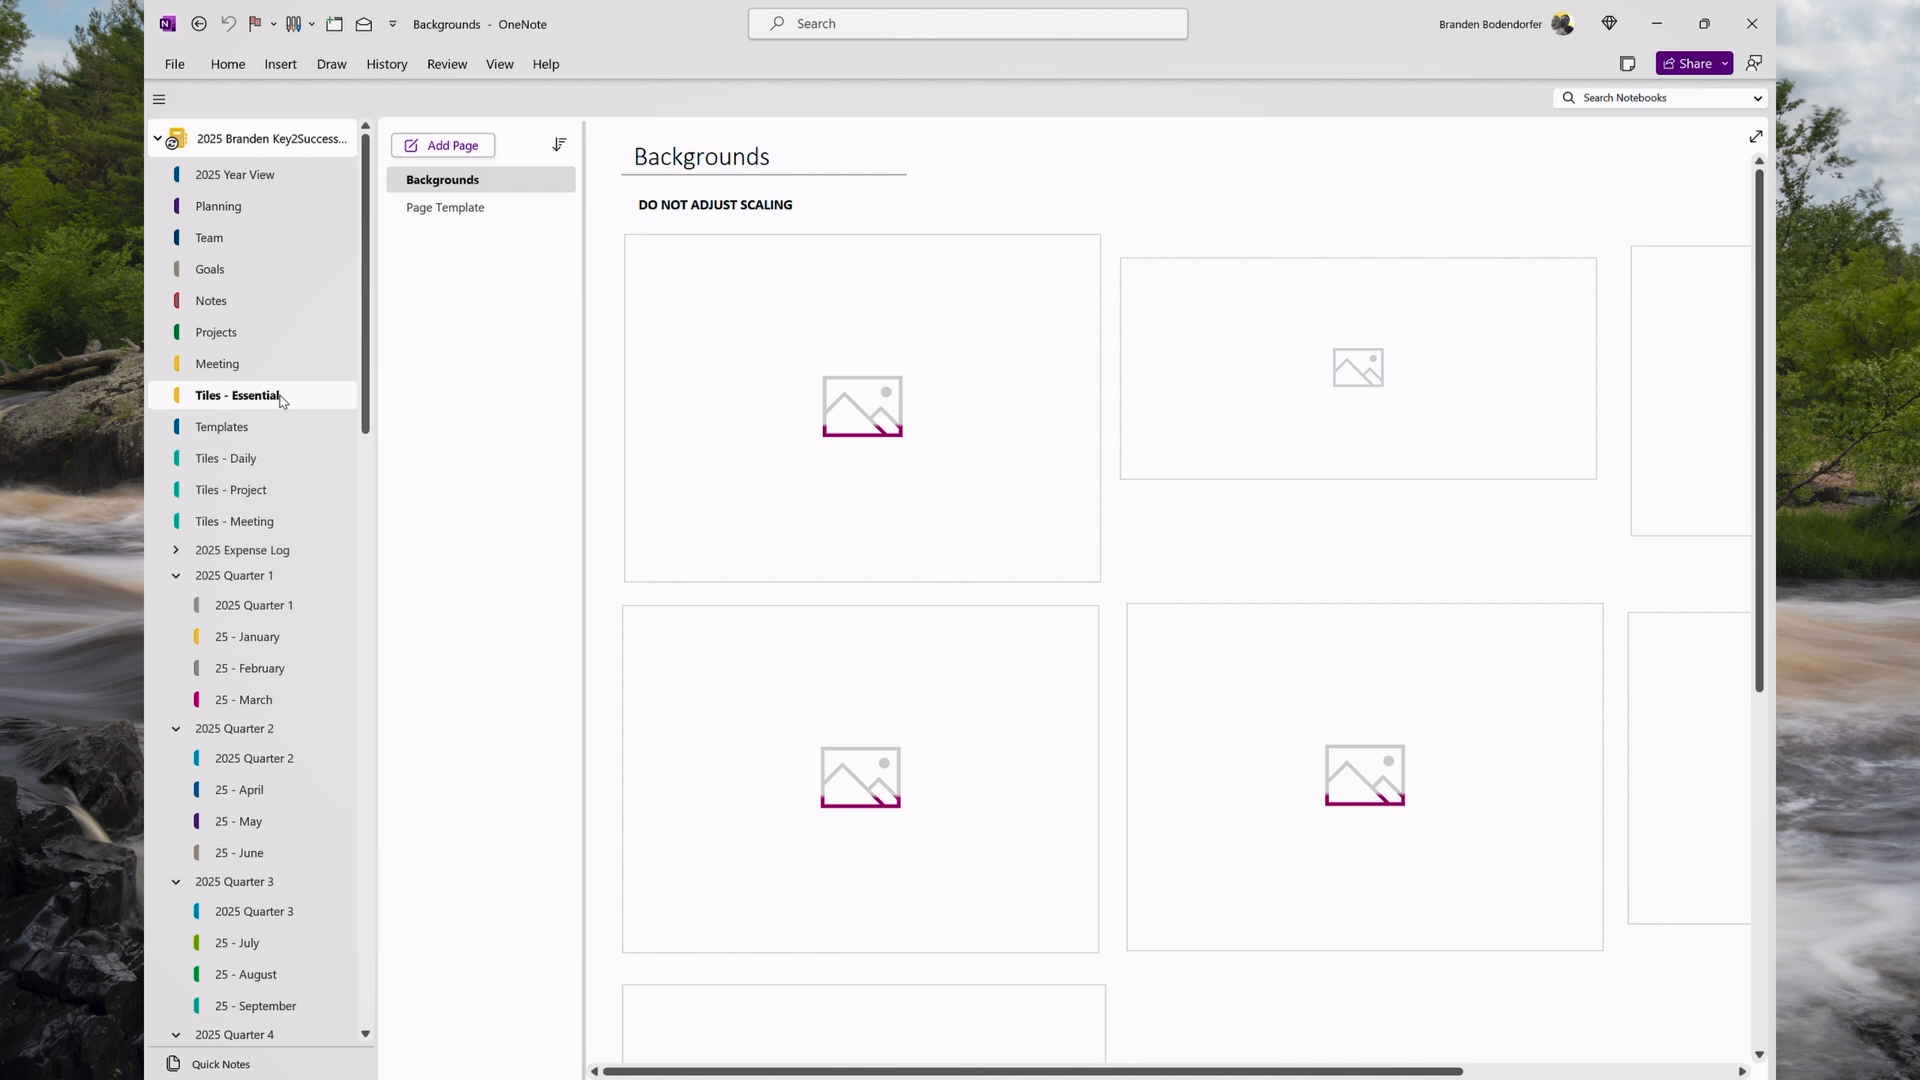 Backgrounds - OneNote
Search
Branden Bodendorfer
File
Home
Insert
Draw
History
Review
View
Help
Share
Search Notebooks
2025 Branden Key2Success...
2025 Year View
Planning
Team
Goals
Notes
Projects
Meeting
Tiles - Essential
Templates
Tiles - Daily
Tiles - Project
Tiles - Meeting
2025 Expense Log
2025 Quarter 1
2025 Quarter 1
25 - January
25 - February
25 - March
2025 Quarter 2
2025 Quarter 2
25 - April
25 - May
25 - June
2025 Quarter 3
2025 Quarter 3
25 - July
25 - August
25 - September
2025 Quarter 4
Quick Notes
Add Page
Backgrounds
Page Template
Backgrounds
DO NOT ADJUST SCALING